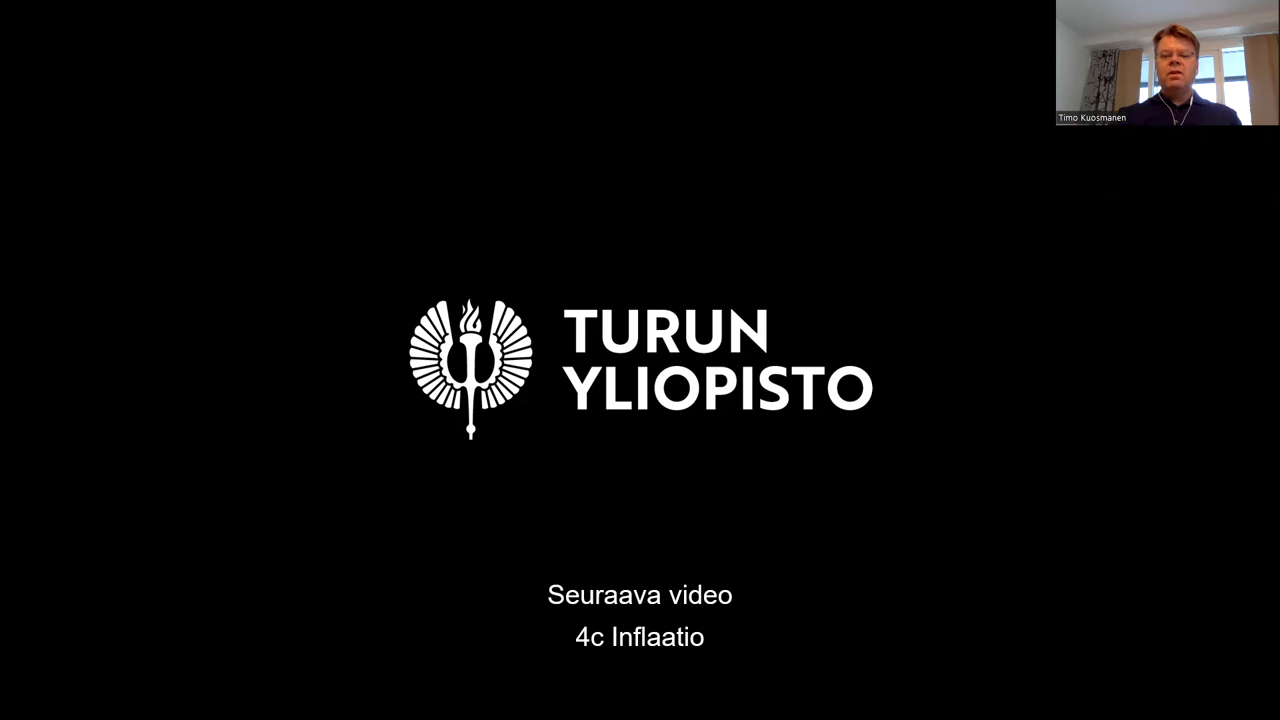 Timo Kuosmanen
TURUN
YLIOPISTO
Seuraava video
4c Inflaatio